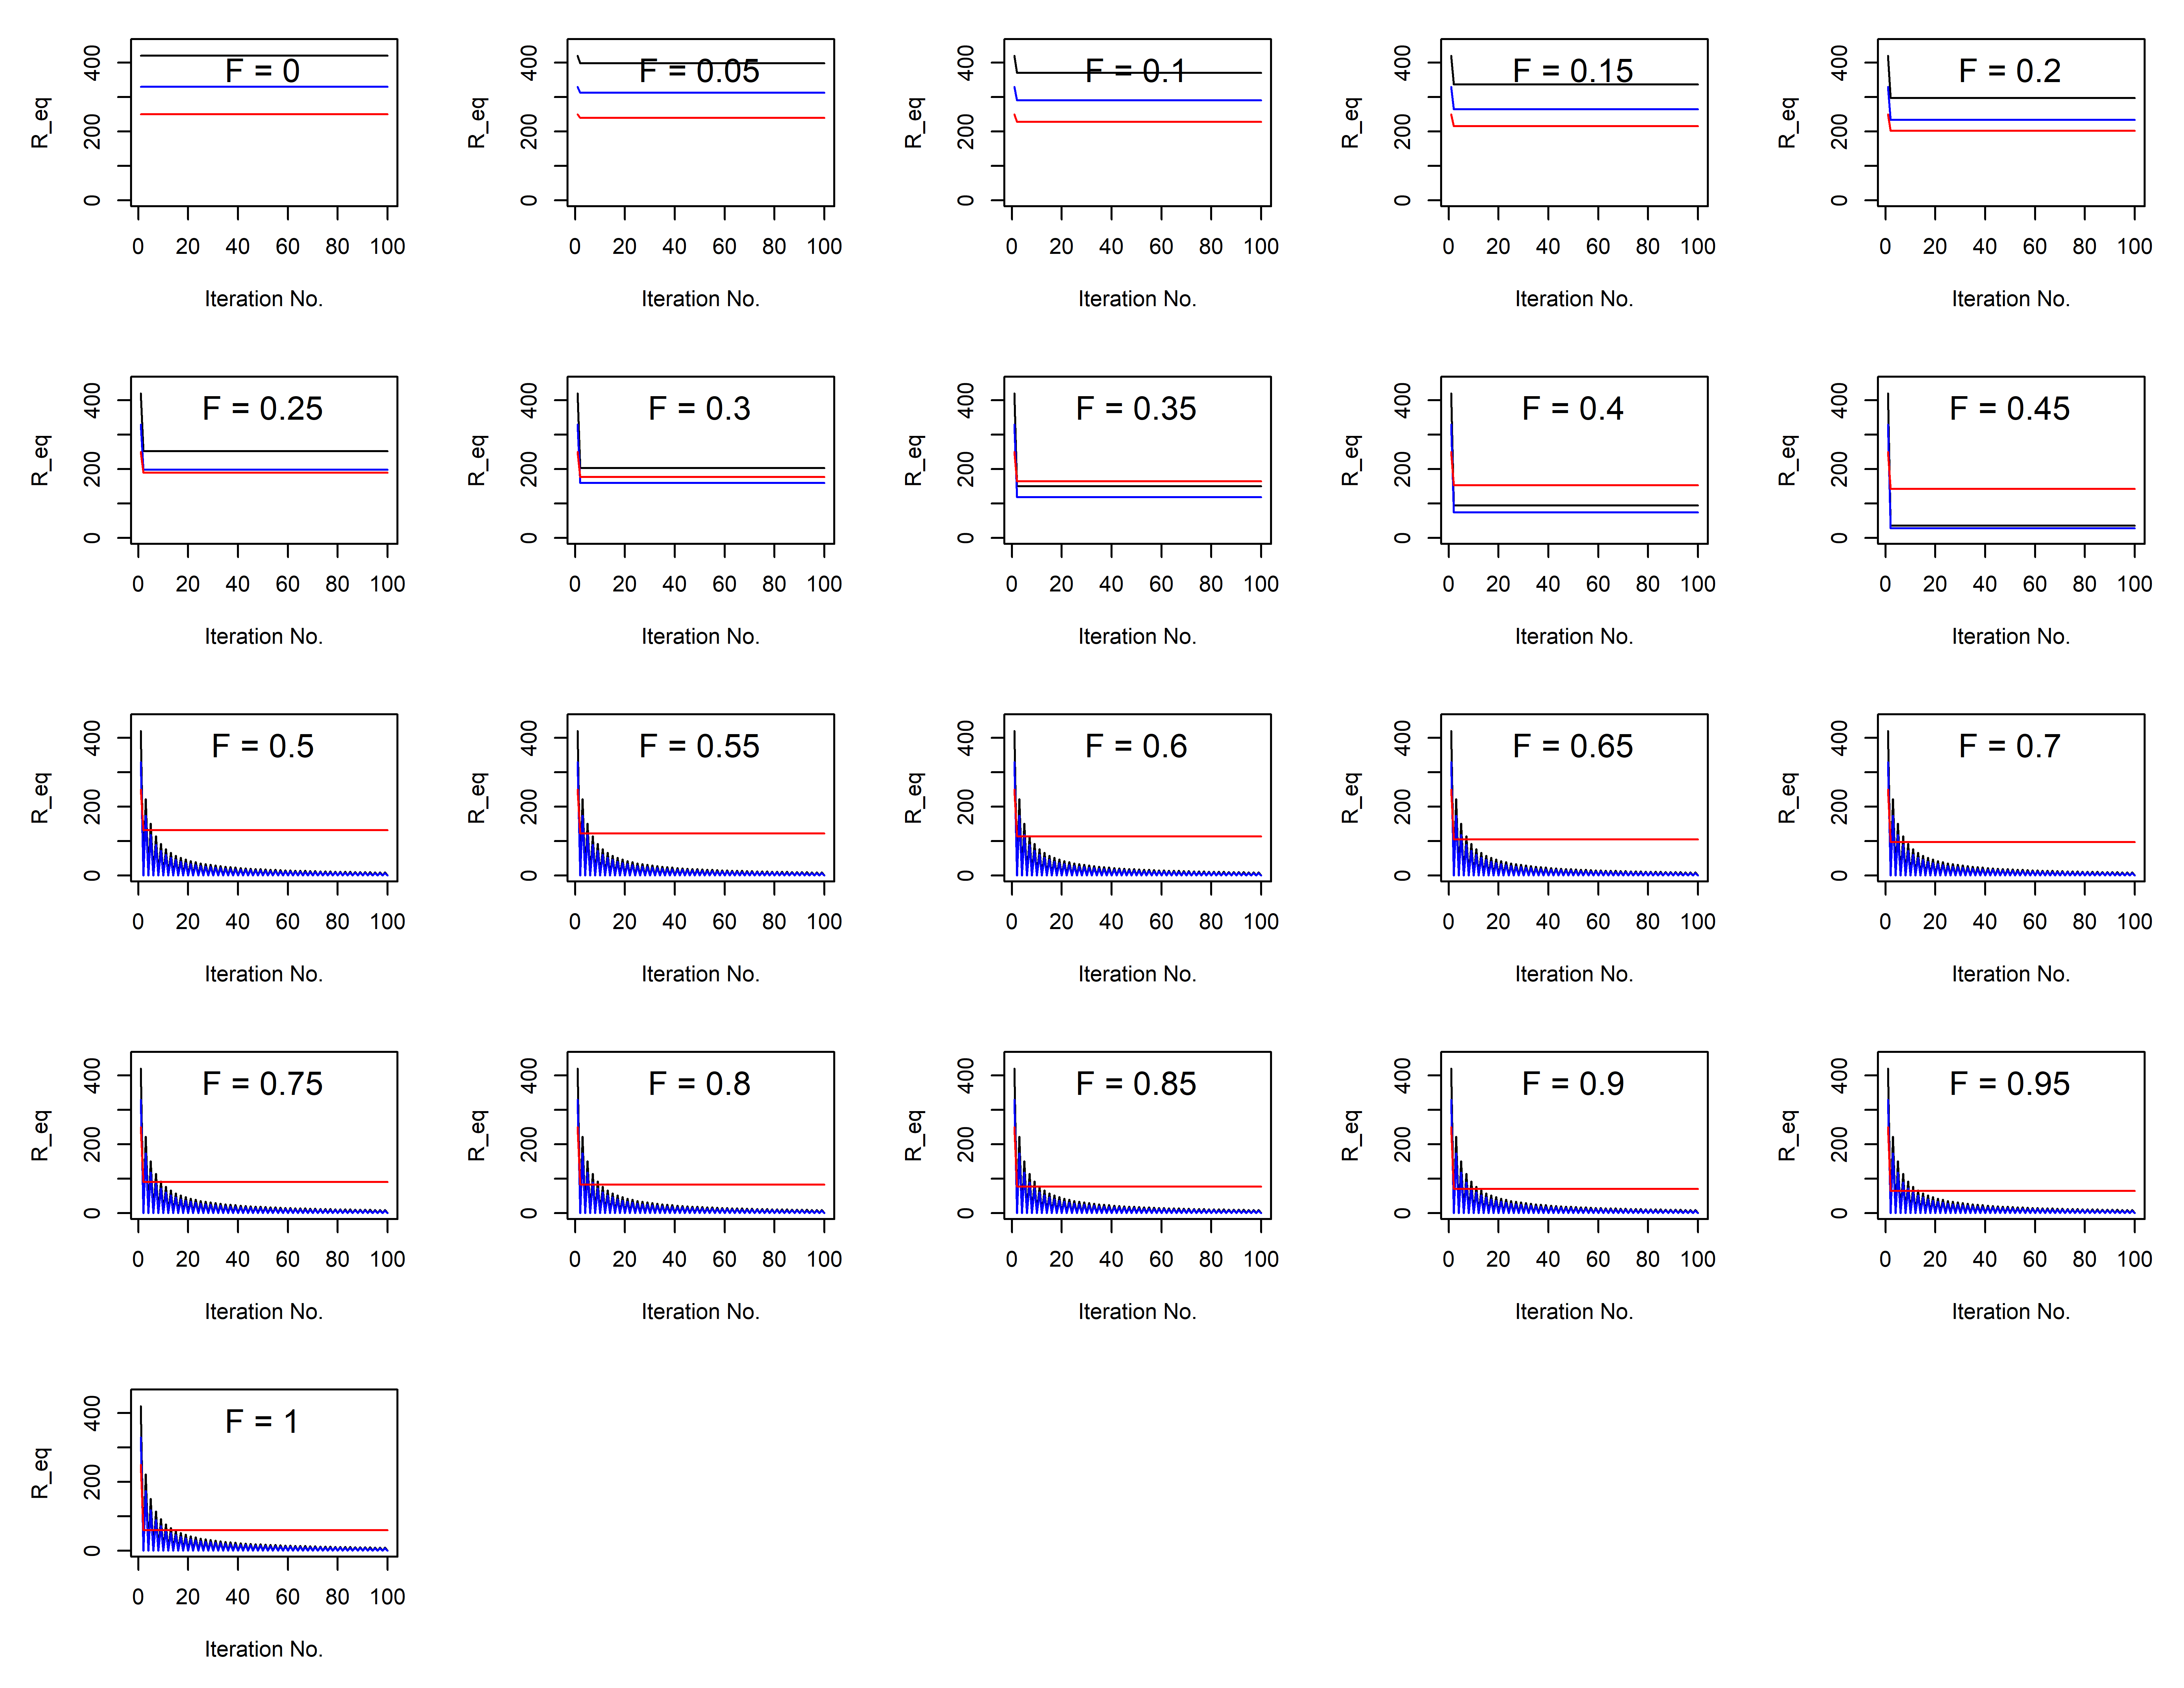 F = 0
R_eq
0 200 400
0 20 40 60 80 100
Iteration No.
F = 0.05
R_eq
0 200 400
0 20 40 60 80 100
Iteration No.
F = 0.1
R_eq
0 200 400
0 20 40 60 80 100
Iteration No.
F = 0.15
R_eq
0 200 400
0 20 40 60 80 100
Iteration No.
F = 0.2
R_eq
0 200 400
0 20 40 60 80 100
Iteration No.
F = 0.25
R_eq
0 200 400
0 20 40 60 80 100
Iteration No.
F = 0.3
R_eq
0 200 400
0 20 40 60 80 100
Iteration No.
F = 0.35
R_eq
0 200 400
0 20 40 60 80 100
Iteration No.
F = 0.4
R_eq
0 200 400
0 20 40 60 80 100
Iteration No.
F = 0.45
R_eq
0 200 400
0 20 40 60 80 100
Iteration No.
F = 0.5
R_eq
0 200 400
0 20 40 60 80 100
Iteration No.
F = 0.55
R_eq
0 200 400
0 20 40 60 80 100
Iteration No.
F = 0.6
R_eq
0 200 400
0 20 40 60 80 100
Iteration No.
F = 0.65
R_eq
0 200 400
0 20 40 60 80 100
Iteration No.
F = 0.7
R_eq
0 200 400
0 20 40 60 80 100
Iteration No.
F = 0.75
R_eq
0 200 400
0 20 40 60 80 100
Iteration No.
F = 0.8
R_eq
0 200 400
0 20 40 60 80 100
Iteration No.
F = 0.85
R_eq
0 200 400
0 20 40 60 80 100
Iteration No.
F = 0.9
R_eq
0 200 400
0 20 40 60 80 100
Iteration No.
F = 0.95
R_eq
0 200 400
0 20 40 60 80 100
Iteration No.
F = 1
R_eq
0 200 400
0 20 40 60 80 100
Iteration No.